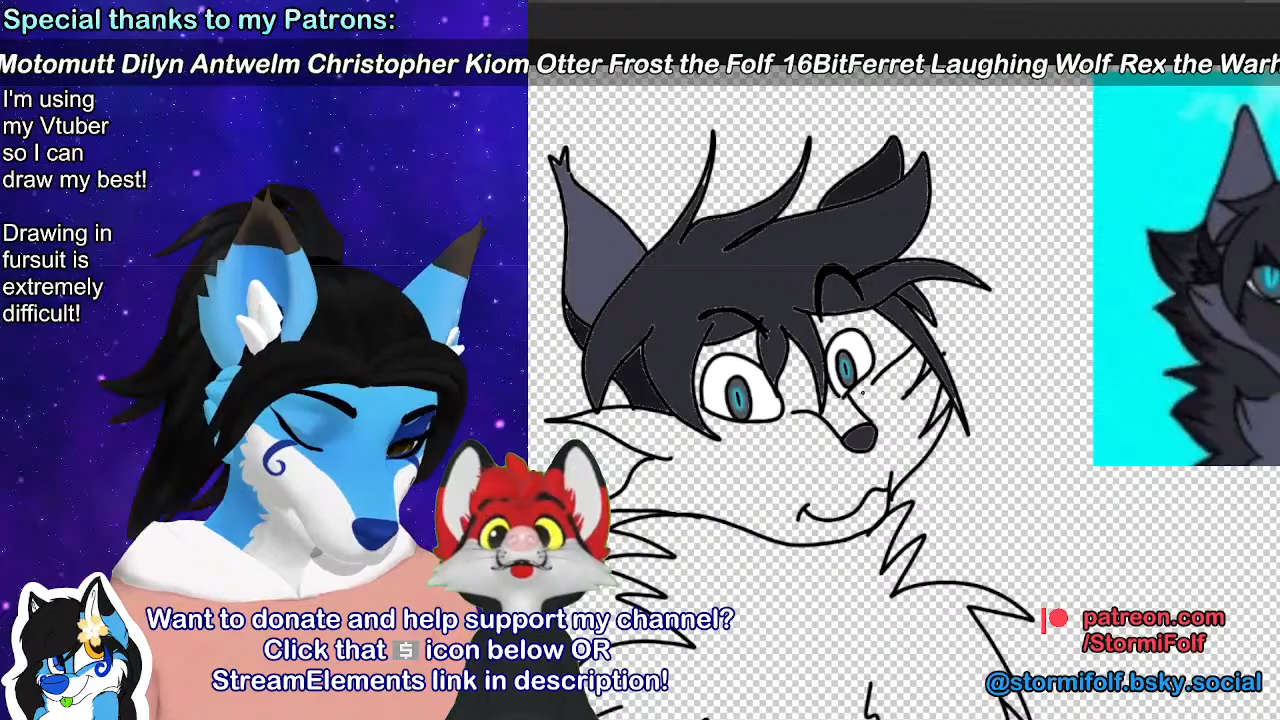 Special thanks to my Patrons:
Motomutt Dilyn Antwelm Christopher Kiom Otter Frost the Folf 16BitFerret Laughing Wolf Rex the Warh
I'm using
my Vtuber
so I can
draw my best!
Drawing in
fursuit is
extremely
difficult!
Want to donate and help support my channel?
Click that $ icon below OR
StreamElements link in description!
patreon.com
/StormiFolf
@stormifolf.bsky.social